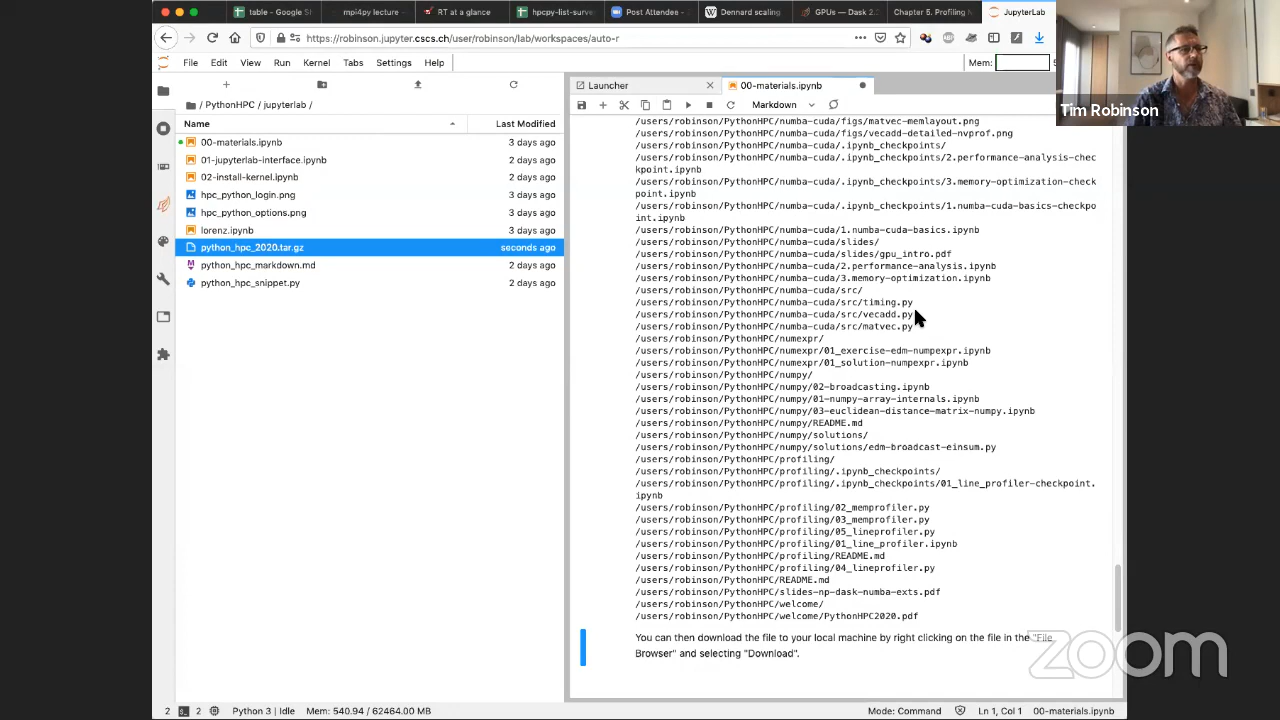 table - Google Sh
mpi4py lecture
RT at a glance
hpcpy-list-surve
Post Attendee -
Dennard scaling
GPUs — Dask 2.
Chapter 5. Profiling
JupyterLab
https://robinson.jupyter.cscs.ch/user/robinson/lab/workspaces/auto-r
File Edit View Run Kernel Tabs Settings Help
Mem:
Tim Robinson
/ PythonHPC / jupyterlab /
Name Last Modified
00-materials.ipynb 3 days ago
01-jupyterlab-interface.ipynb 2 days ago
02-install-kernel.ipynb 2 days ago
hpc_python_login.png 3 days ago
hpc_python_options.png 3 days ago
lorenz.ipynb 3 days ago
python_hpc_2020.tar.gz seconds ago
python_hpc_markdown.md 2 days ago
python_hpc_snippet.py 2 days ago
Launcher
00-materials.ipynb
Markdown
/users/robinson/PythonHPC/numba-cuda/figs/matvec-memlayout.png
/users/robinson/PythonHPC/numba-cuda/figs/vecadd-detailed-nvprof.png
/users/robinson/PythonHPC/numba-cuda/.ipynb_checkpoints/
/users/robinson/PythonHPC/numba-cuda/.ipynb_checkpoints/2.performance-analysis-chec
kpoint.ipynb
/users/robinson/PythonHPC/numba-cuda/.ipynb_checkpoints/3.memory-optimization-check
point.ipynb
/users/robinson/PythonHPC/numba-cuda/.ipynb_checkpoints/1.numba-cuda-basics-checkpo
int.ipynb
/users/robinson/PythonHPC/numba-cuda/1.numba-cuda-basics.ipynb
/users/robinson/PythonHPC/numba-cuda/slides/
/users/robinson/PythonHPC/numba-cuda/slides/gpu_intro.pdf
/users/robinson/PythonHPC/numba-cuda/2.performance-analysis.ipynb
/users/robinson/PythonHPC/numba-cuda/3.memory-optimization.ipynb
/users/robinson/PythonHPC/numba-cuda/src/
/users/robinson/PythonHPC/numba-cuda/src/timing.py
/users/robinson/PythonHPC/numba-cuda/src/vecadd.py
/users/robinson/PythonHPC/numba-cuda/src/matvec.py
/users/robinson/PythonHPC/numexpr/
/users/robinson/PythonHPC/numexpr/01_exercise-edm-numpexpr.ipynb
/users/robinson/PythonHPC/numexpr/01_solution-numpexpr.ipynb
/users/robinson/PythonHPC/numpy/
/users/robinson/PythonHPC/numpy/02-broadcasting.ipynb
/users/robinson/PythonHPC/numpy/01-numpy-array-internals.ipynb
/users/robinson/PythonHPC/numpy/03-euclidean-distance-matrix-numpy.ipynb
/users/robinson/PythonHPC/numpy/README.md
/users/robinson/PythonHPC/numpy/solutions/
/users/robinson/PythonHPC/numpy/solutions/edm-broadcast-einsum.py
/users/robinson/PythonHPC/profiling/
/users/robinson/PythonHPC/profiling/.ipynb_checkpoints/
/users/robinson/PythonHPC/profiling/.ipynb_checkpoints/01_line_profiler-checkpoint.
ipynb
/users/robinson/PythonHPC/profiling/02_memprofiler.py
/users/robinson/PythonHPC/profiling/03_memprofiler.py
/users/robinson/PythonHPC/profiling/05_lineprofiler.py
/users/robinson/PythonHPC/profiling/01_line_profiler.ipynb
/users/robinson/PythonHPC/profiling/README.md
/users/robinson/PythonHPC/profiling/04_lineprofiler.py
/users/robinson/PythonHPC/README.md
/users/robinson/PythonHPC/slides-np-dask-numba-exts.pdf
/users/robinson/PythonHPC/welcome/
/users/robinson/PythonHPC/welcome/PythonHPC2020.pdf
You can then download the file to your local machine by right clicking on the file in the "File
Browser" and selecting "Download".
zoom
2 2 Python 3 | Idle Mem: 540.94 / 62464.00 MB Mode: Command Ln 1, Col 1 00-materials.ipynb